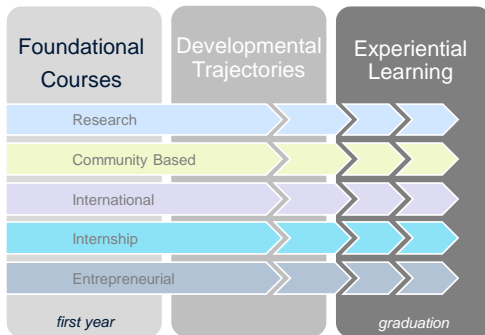 Foundational
Courses
Developmental
Trajectories
Experiential
Learning
Research
Community Based
International
Internship
Entrepreneurial
first year
graduation